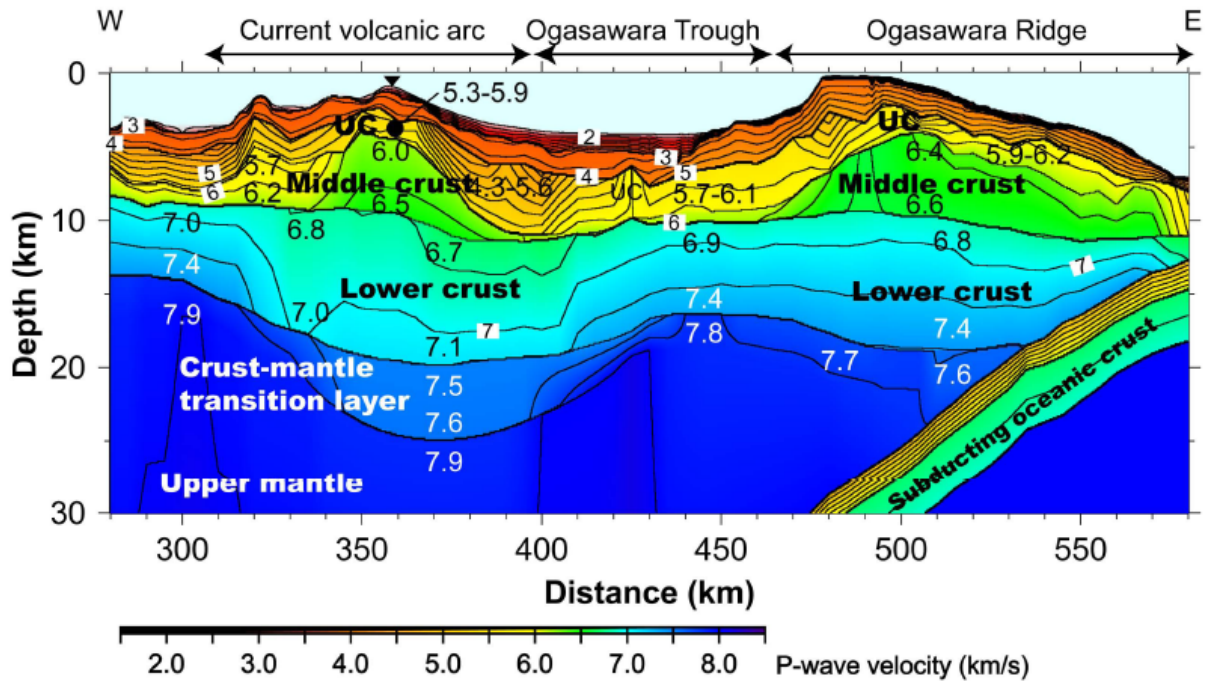 W
Current volcanic arc
Ogasawara Trough
Ogasawara Ridge
E
0
10
20
30
Depth (km)
5.3-5.9
3
4
5
6
UC
6.0
5.7
6.2
Middle crust
6.5
4.3-5.6
2
3
4
5
UC
5.7-6.1
6
UC
6.4
5.9-6.2
Middle crust
6.6
7.0
6.8
6.7
6.9
6.8
7
7.4
Lower crust
7.4
Lower crust
7.9
7.0
7
7.1
7.8
7.4
7.7
7.6
Crust-mantle
transition layer
7.5
7.6
7.9
Upper mantle
Subducting oceanic crust
300
350
400
450
500
550
Distance (km)
2.0
3.0
4.0
5.0
6.0
7.0
8.0
P-wave velocity (km/s)